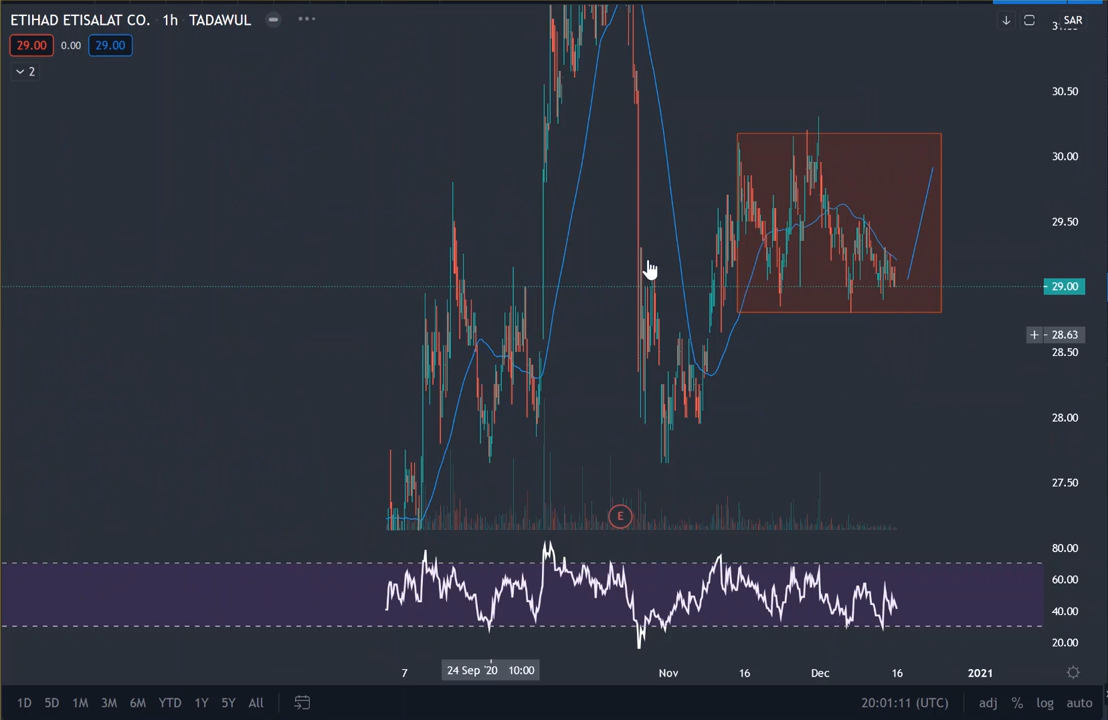 ETIHAD ETISALAT CO. 1h · TADAWUL
SAR
29.00 0.00 29.00
2
30.50
30.00
29.50
29.00
28.63
28.50
28.00
27.50
E
80.00
60.00
40.00
20.00
7 24 Sep '20 10:00 Nov 16 Dec 16 2021
1D 5D 1M 3M 6M YTD 1Y 5Y All 20:01:11 (UTC) adj % log auto